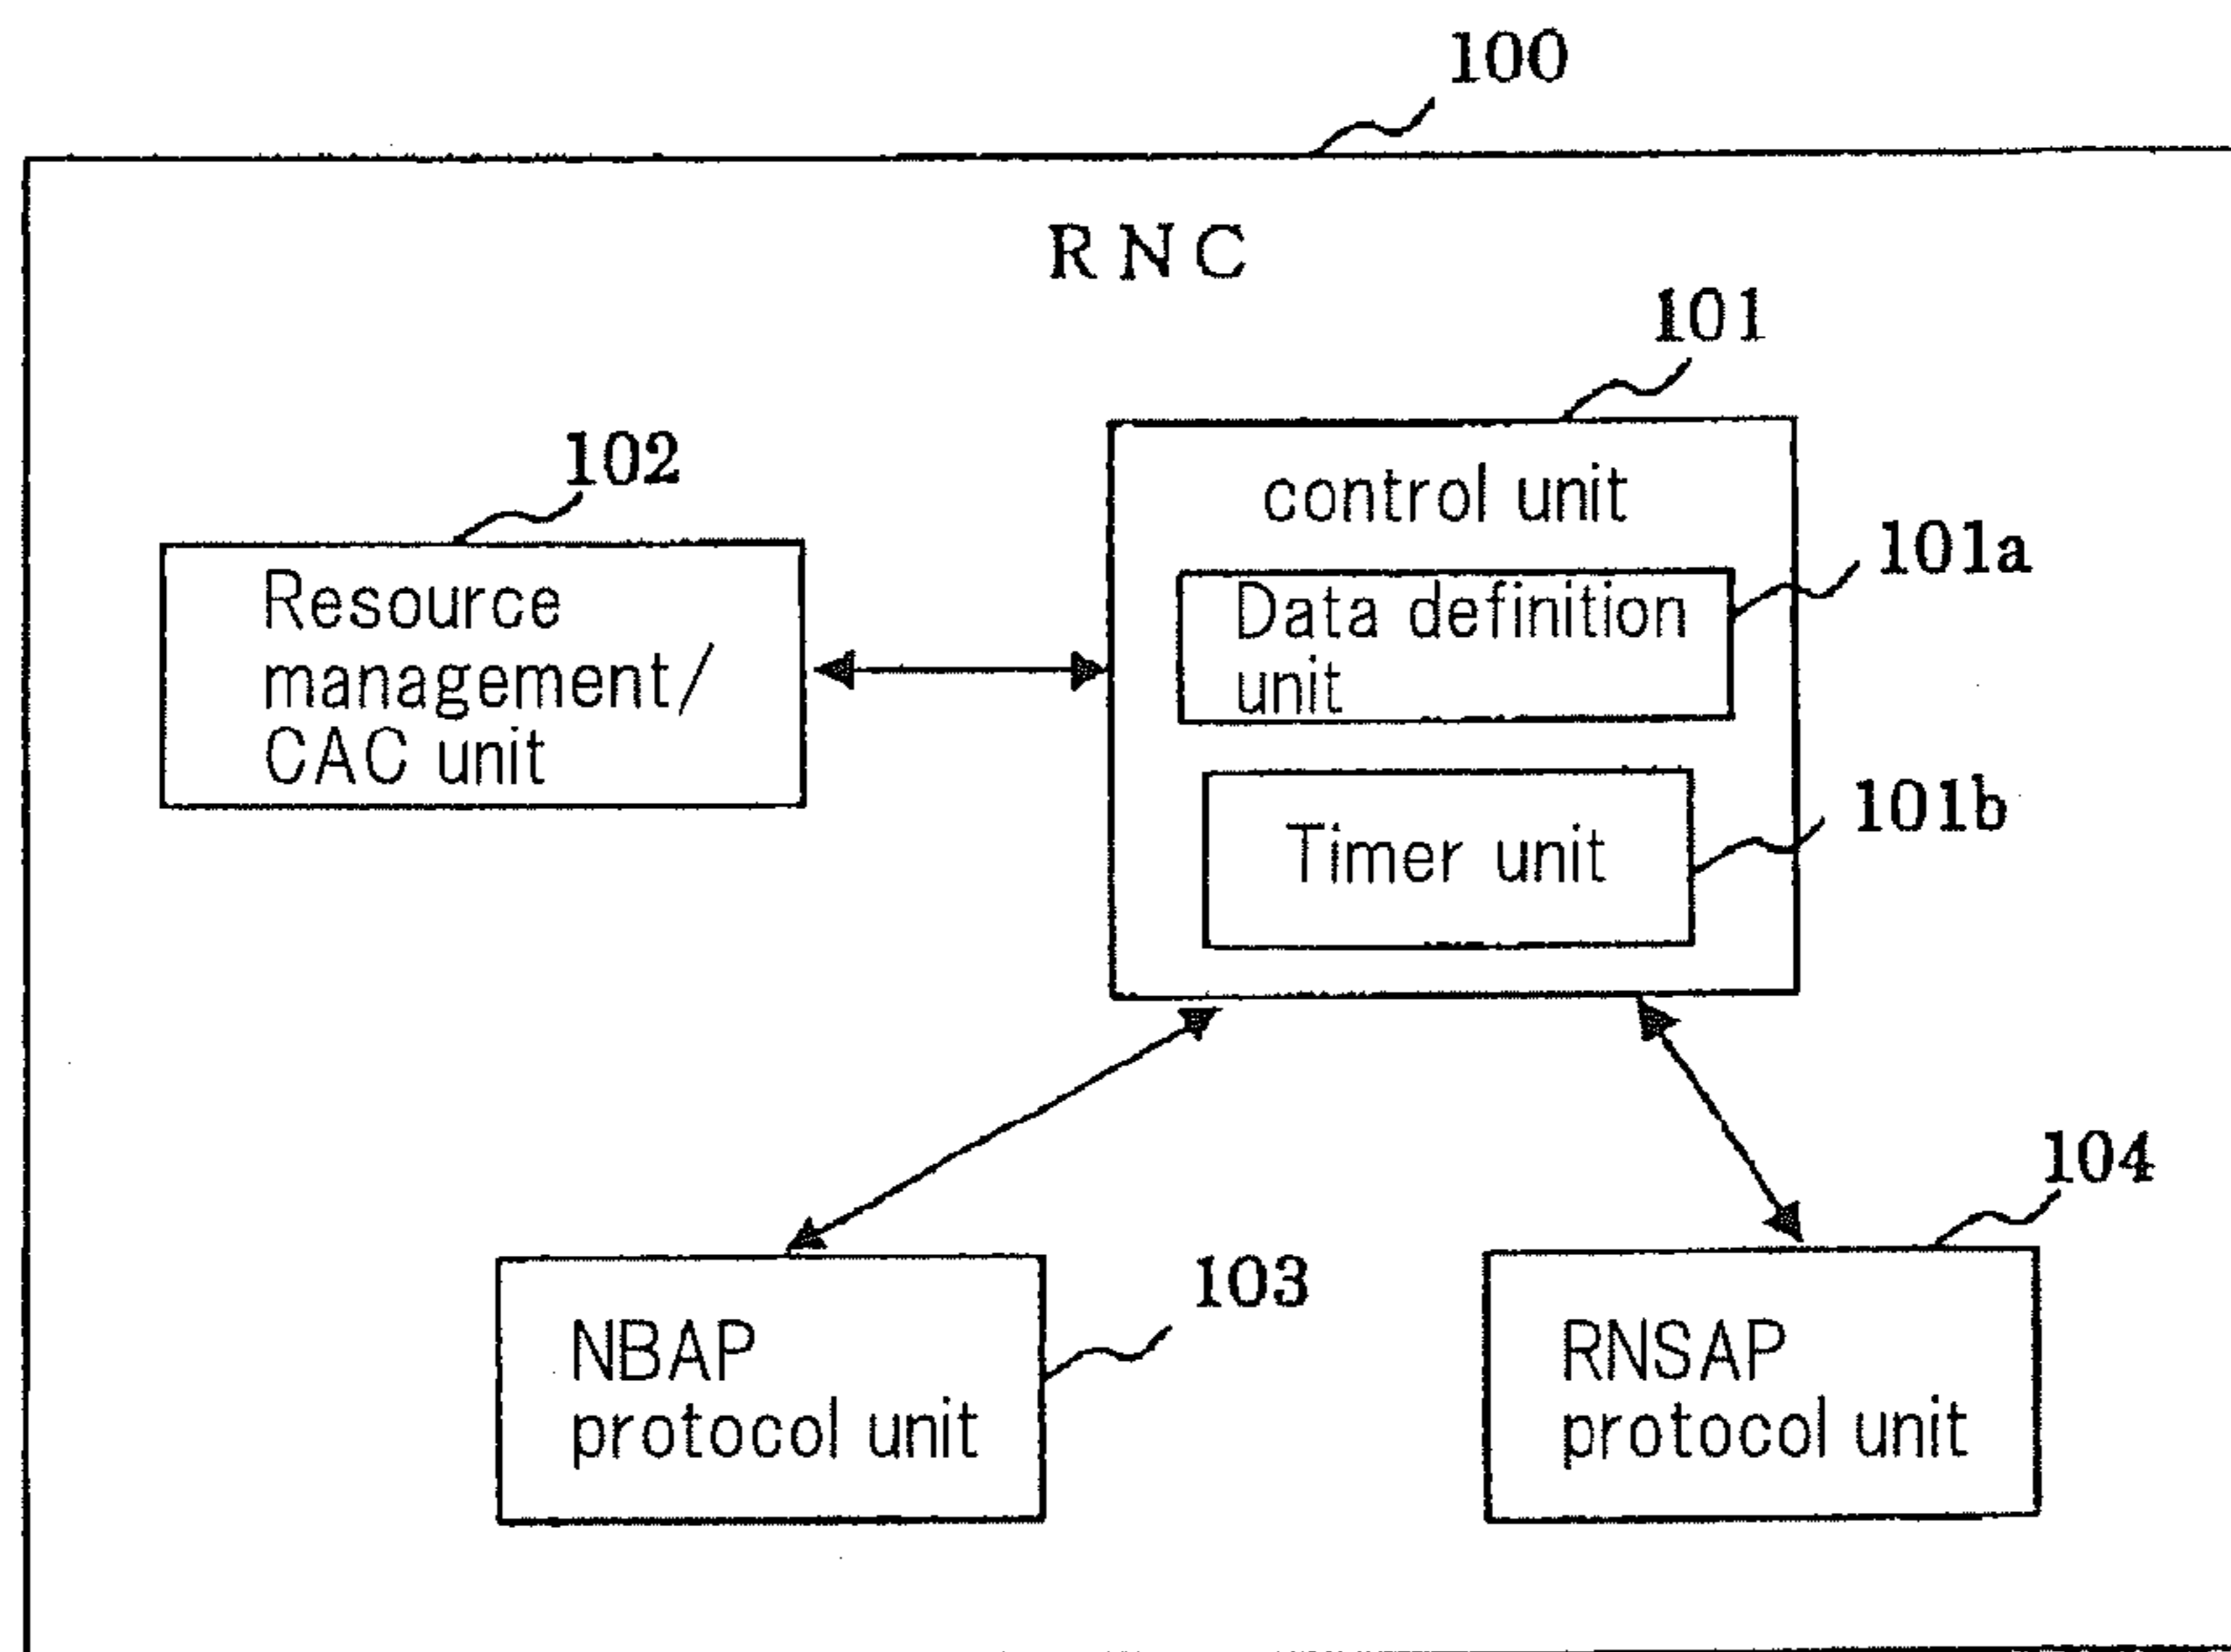 100
RNC
101
control unit
102
101a
Resource
management/
CAC unit
Data definition
unit
101b
Timer unit
104
103
NBAP
protocol unit
RNSAP
protocol unit